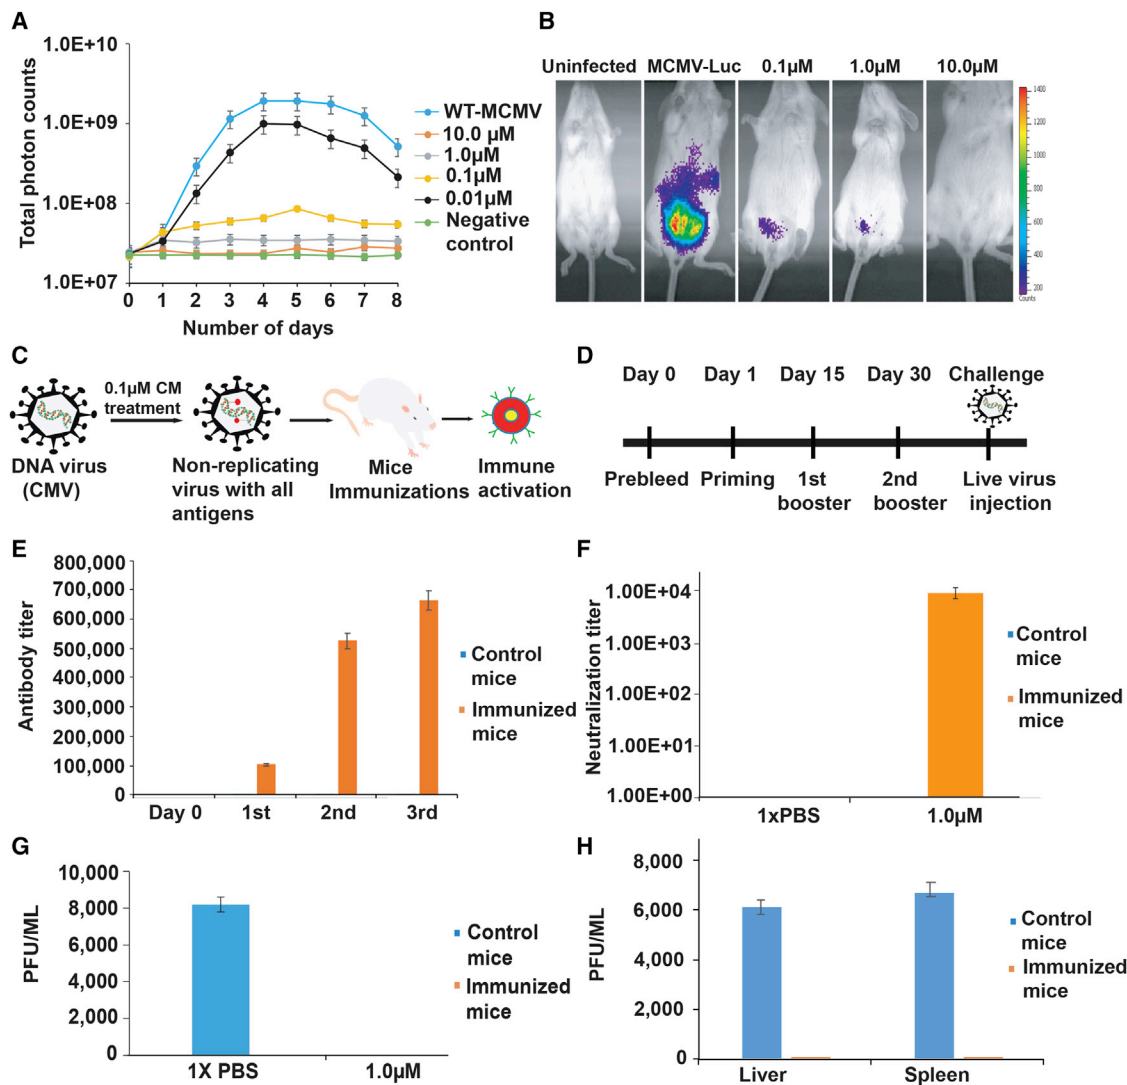 A
Total photon counts
1.0E+10
1.0E+09
1.0E+08
1.0E+07
0 1 2 3 4 5 6 7 8
Number of days
WT-MCMV
10.0 µM
1.0µM
0.1µM
0.01µM
Negative
control
B
Uninfected MCMV-Luc 0.1µM 1.0µM 10.0µM
1400
1200
1000
800
600
400
200
Counts
C
0.1µM CM
treatment
DNA virus
(CMV)
Non-replicating
virus with all
antigens
Mice
Immunizations
Immune
activation
D
Day 0 Day 1 Day 15 Day 30 Challenge
Prebleed Priming 1st
booster
2nd
booster
Live virus
injection
E
Antibody titer
800,000
700,000
600,000
500,000
400,000
300,000
200,000
100,000
0
Day 0 1st 2nd 3rd
Control
mice
Immunized
mice
F
Neutralization titer
1.00E+04
1.00E+03
1.00E+02
1.00E+01
1.00E+00
1xPBS 1.0µM
Control
mice
Immunized
mice
G
PFU/ML
10,000
8,000
6,000
4,000
2,000
0
1X PBS 1.0µM
Control
mice
Immunized
mice
H
PFU/ML
8,000
6,000
4,000
2,000
0
Liver Spleen
Control
mice
Immunized
mice